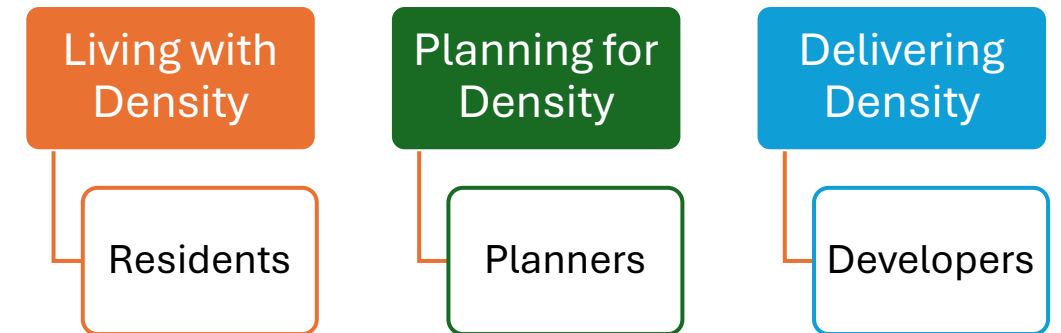 Living with
Density
Planning for
Density
Delivering
Density
Residents
Planners
Developers